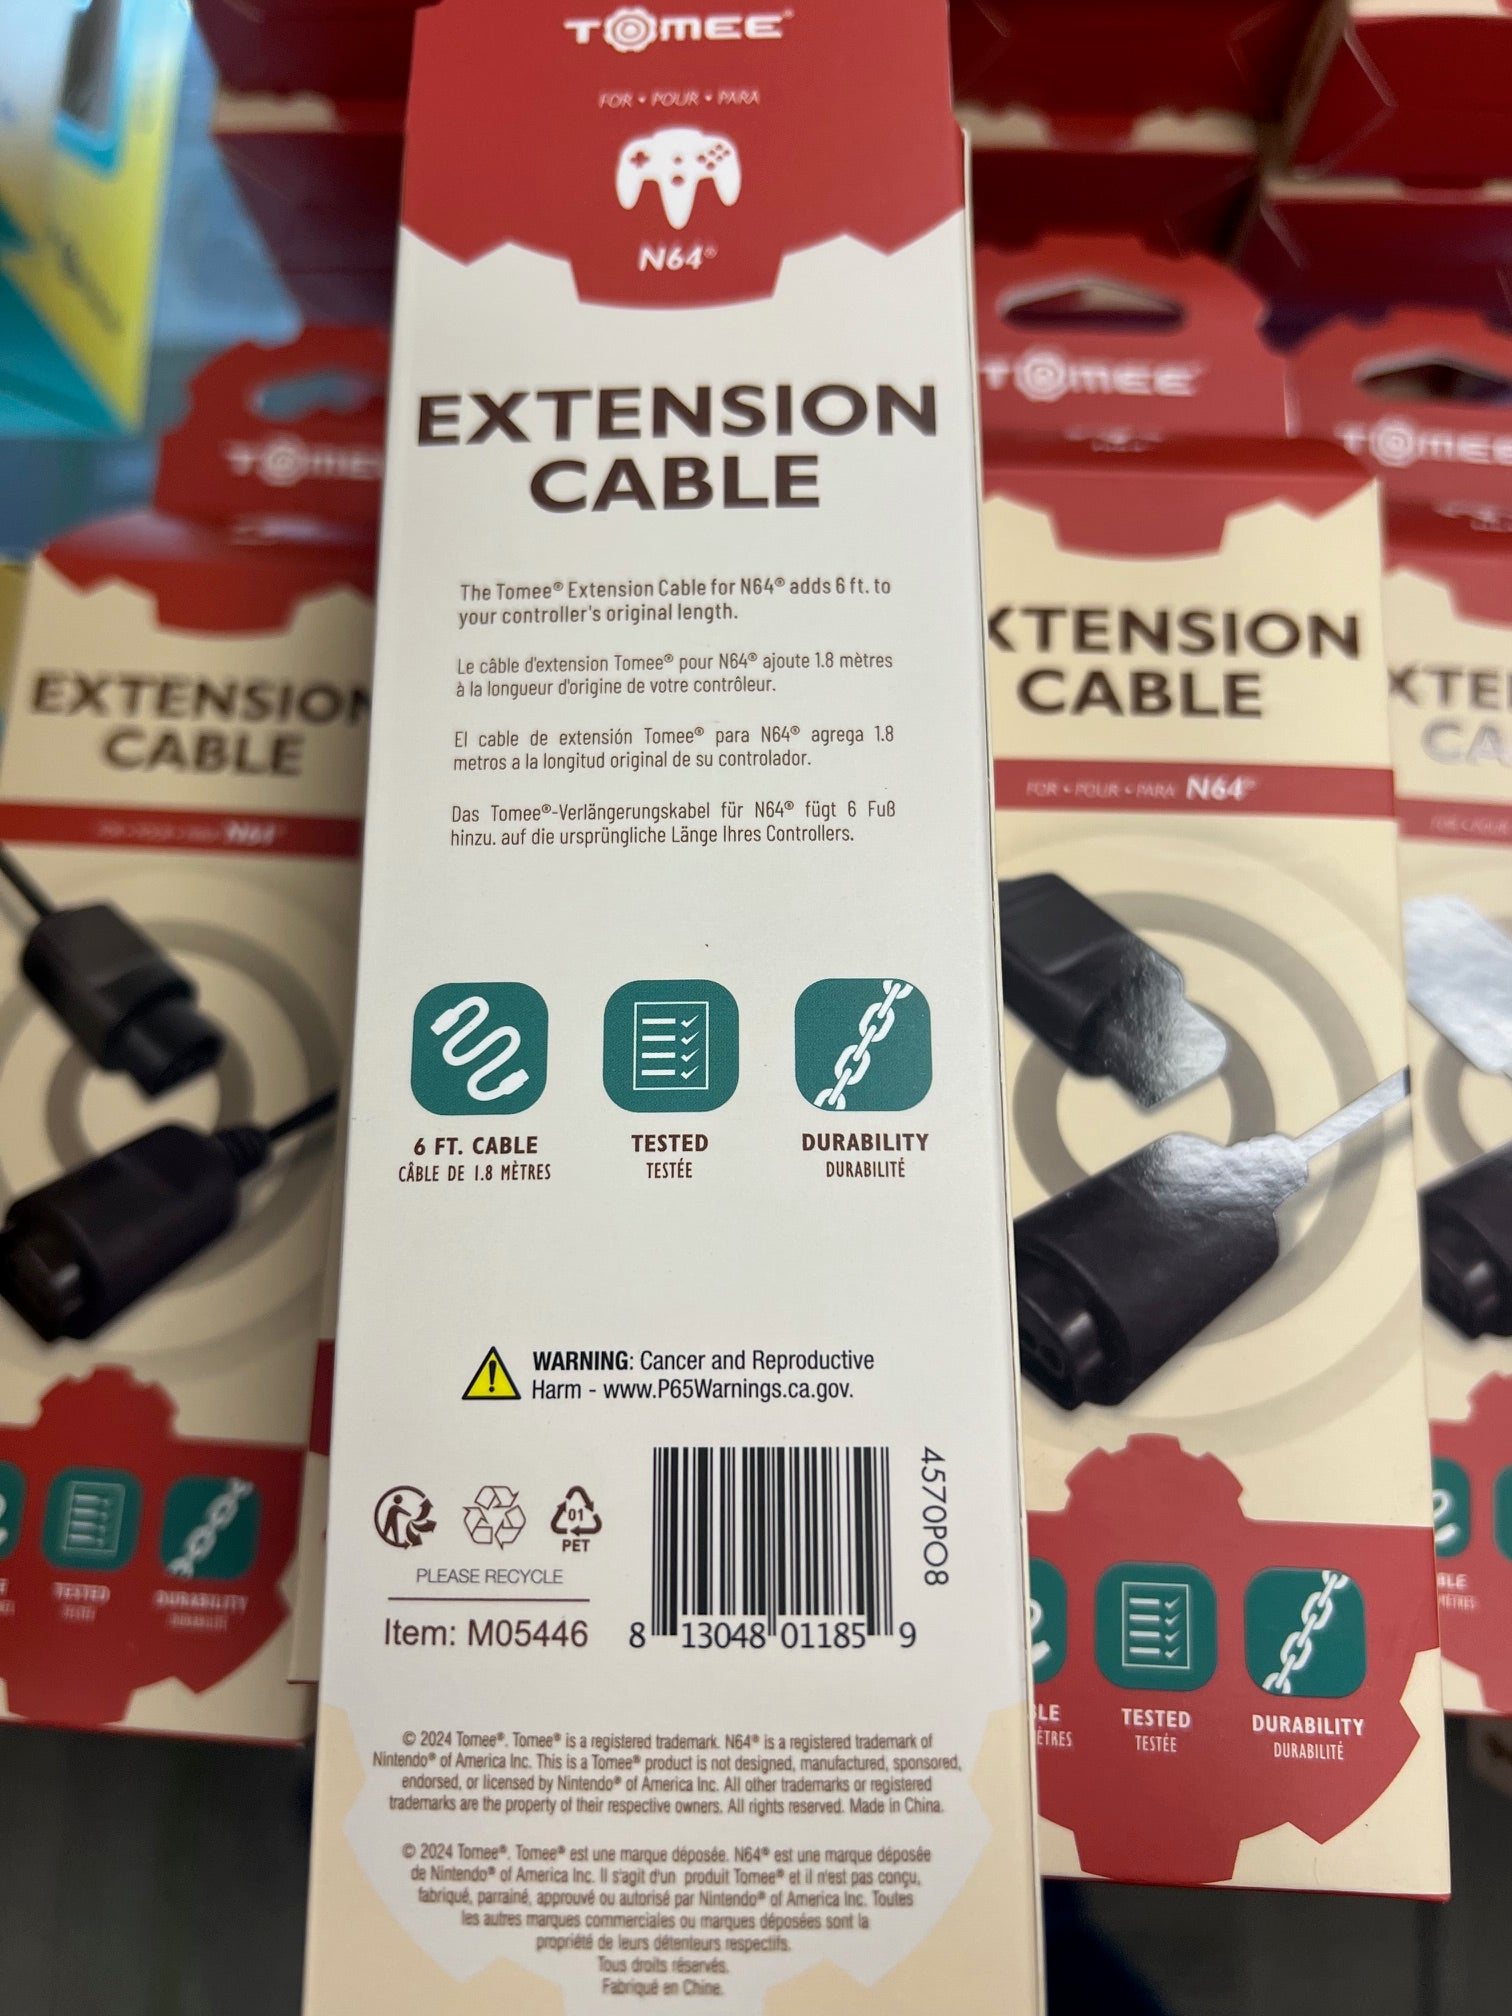 TOMEE®
FOR • POUR • PARA
N64®
EXTENSION
CABLE
The Tomee® Extension Cable for N64® adds 6 ft. to
your controller's original length.
Le câble d'extension Tomee® pour N64® ajoute 1.8 mètres
à la longueur d'origine de votre contrôleur.
El cable de extensión Tomee® para N64® agrega 1.8
metros a la longitud original de su controlador.
Das Tomee®-Verlängerungskabel für N64® fügt 6 Fuß
hinzu. auf die ursprüngliche Länge Ihres Controllers.
6 FT. CABLE
CÂBLE DE 1.8 MÈTRES
TESTED
TESTÉE
DURABILITY
DURABILITÉ
WARNING: Cancer and Reproductive
Harm - www.P65Warnings.ca.gov.
01
PET
PLEASE RECYCLE
Item: M05446
8 13048 01185 9
4570PO8
© 2024 Tomee®. Tomee® is a registered trademark. N64® is a registered trademark of
Nintendo® of America Inc. This is a Tomee® product is not designed, manufactured, sponsored,
endorsed, or licensed by Nintendo® of America Inc. All other trademarks or registered
trademarks are the property of their respective owners. All rights reserved. Made in China.
© 2024 Tomee®. Tomee® est une marque déposée. N64® est une marque déposée
de Nintendo® of America Inc. Il s'agit d'un produit Tomee® et il n'est pas conçu,
fabriqué, parrainé, approuvé ou autorisé par Nintendo® of America Inc. Toutes
les autres marques commerciales ou marques déposées sont la
propriété de leurs détenteurs respectifs.
Tous droits réservés.
Fabriqué en Chine.
TOMEE
EXTENSION
CABLE
N64
TESTED
DURABILITY
TOMEE
XTENSION
CABLE
FOR • POUR • PARA N64®
BLE
ÈTRES
TESTED
TESTÉE
DURABILITY
DURABILITÉ
TOMEE
XTE
CA
BLE